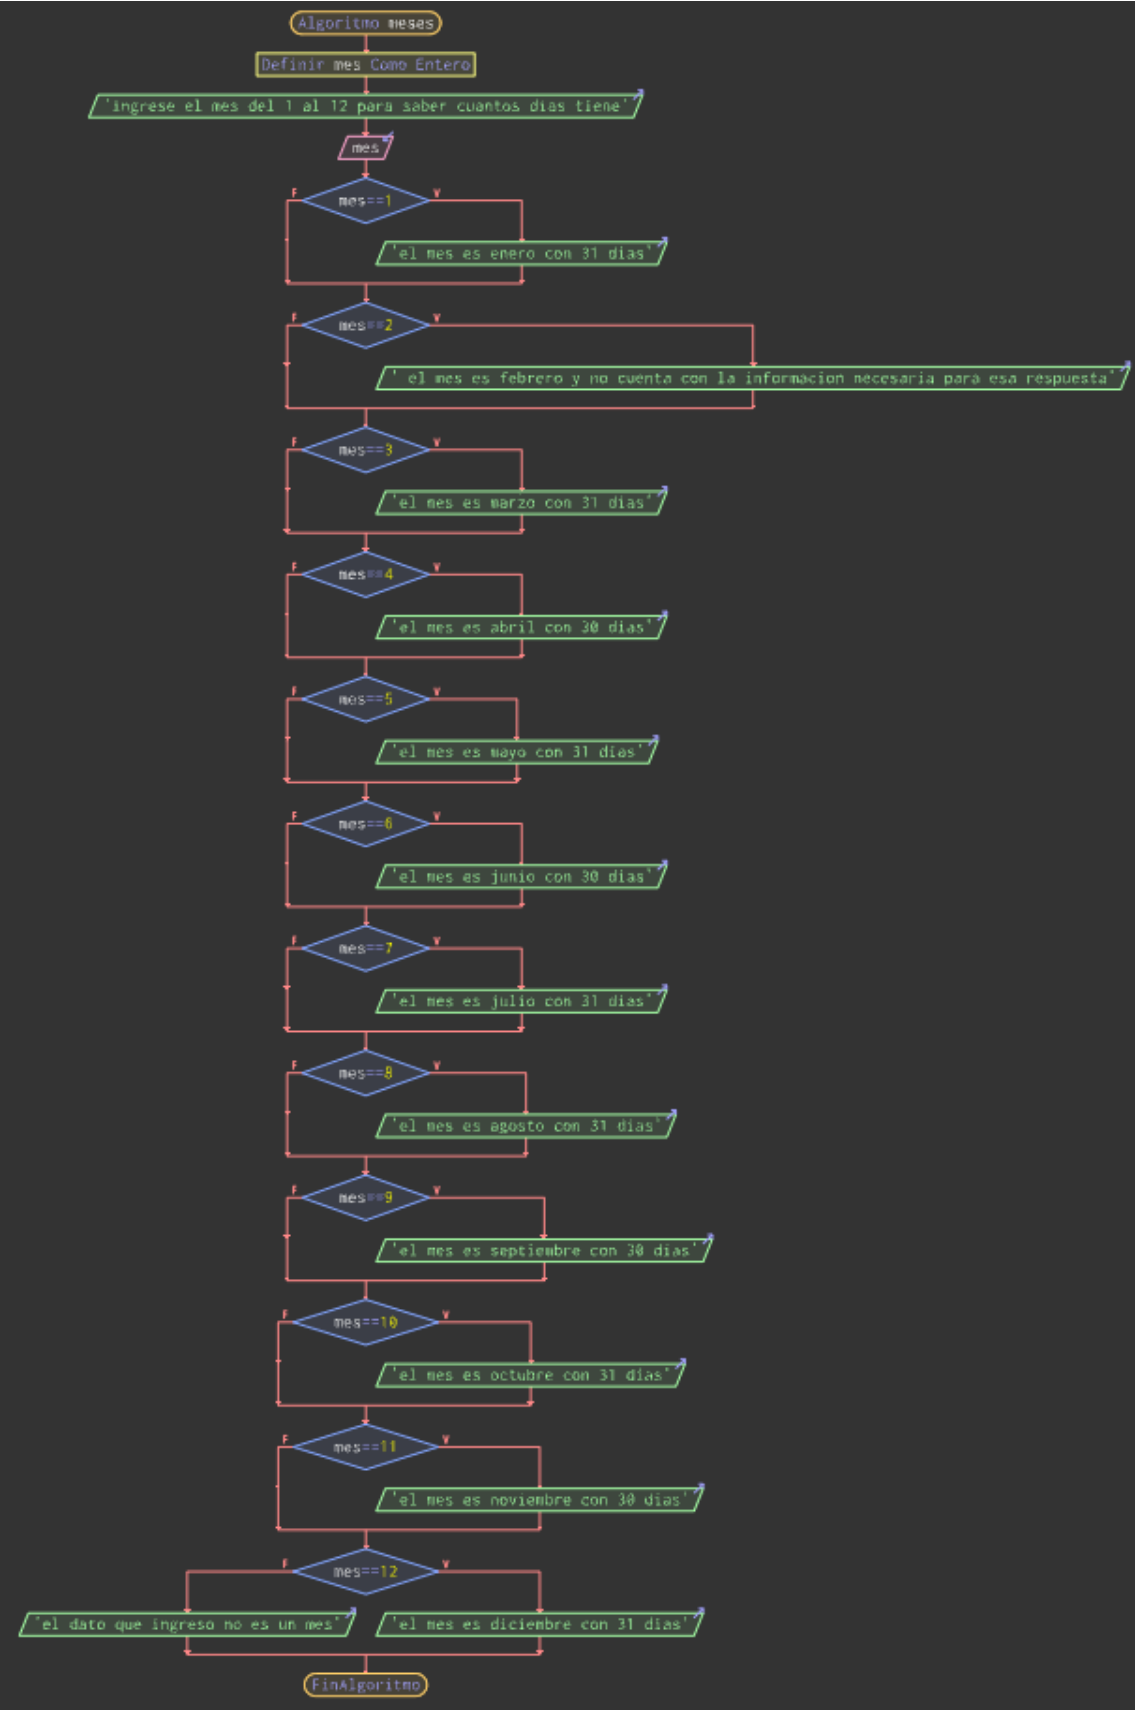 Algoritmo meses
Definir mes Como Entero
'ingrese el mes del 1 al 12 para saber cuantos dias tiene'
mes
F
mes==1
V
'el mes es enero con 31 dias'
F
mes==2
V
' el mes es febrero y no cuenta con la informacion necesaria para esa respuesta'
F
mes==3
V
'el mes es marzo con 31 dias'
F
mes==4
V
'el mes es abril con 30 dias'
F
mes==5
V
'el mes es mayo con 31 dias'
F
mes==6
V
'el mes es junio con 30 dias'
F
mes==7
V
'el mes es julio con 31 dias'
F
mes==8
V
'el mes es agosto con 31 dias'
F
mes==9
V
'el mes es septiembre con 30 dias'
F
mes==10
V
'el mes es octubre con 31 dias'
F
mes==11
V
'el mes es noviembre con 30 dias'
F
mes==12
V
'el dato que ingreso no es un mes'
'el mes es diciembre con 31 dias'
FinAlgoritmo